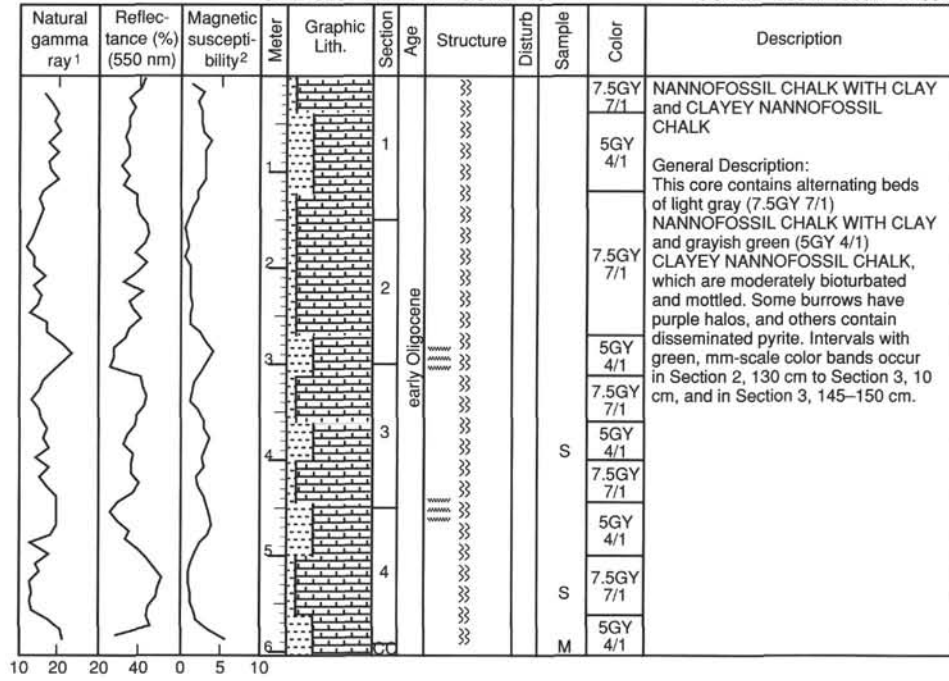 Natural gamma ray 1
Reflec-tance (%) (550 nm)
Magnetic suscepti-bility2
Meter
Graphic Lith.
Section
Age
Structure
Disturb
Sample
Color
Description
1
2
3
4
5
6
1
2
3
4
CC
early Oligocene
S
S
M
7.5GY
7/1
5GY
4/1
7.5GY
7/1
5GY
4/1
7.5GY
7/1
5GY
4/1
7.5GY
7/1
5GY
4/1
7.5GY
7/1
5GY
4/1
NANNOFOSSIL CHALK WITH CLAY
and CLAYEY NANNOFOSSIL
CHALK
General Description:
This core contains alternating beds
of light gray (7.5GY 7/1)
NANNOFOSSIL CHALK WITH CLAY
and grayish green (5GY 4/1)
CLAYEY NANNOFOSSIL CHALK,
which are moderately bioturbated
and mottled. Some burrows have
purple halos, and others contain
disseminated pyrite. Intervals with
green, mm-scale color bands occur
in Section 2, 130 cm to Section 3, 10
cm, and in Section 3, 145–150 cm.
10 20 20 40 0 5 10